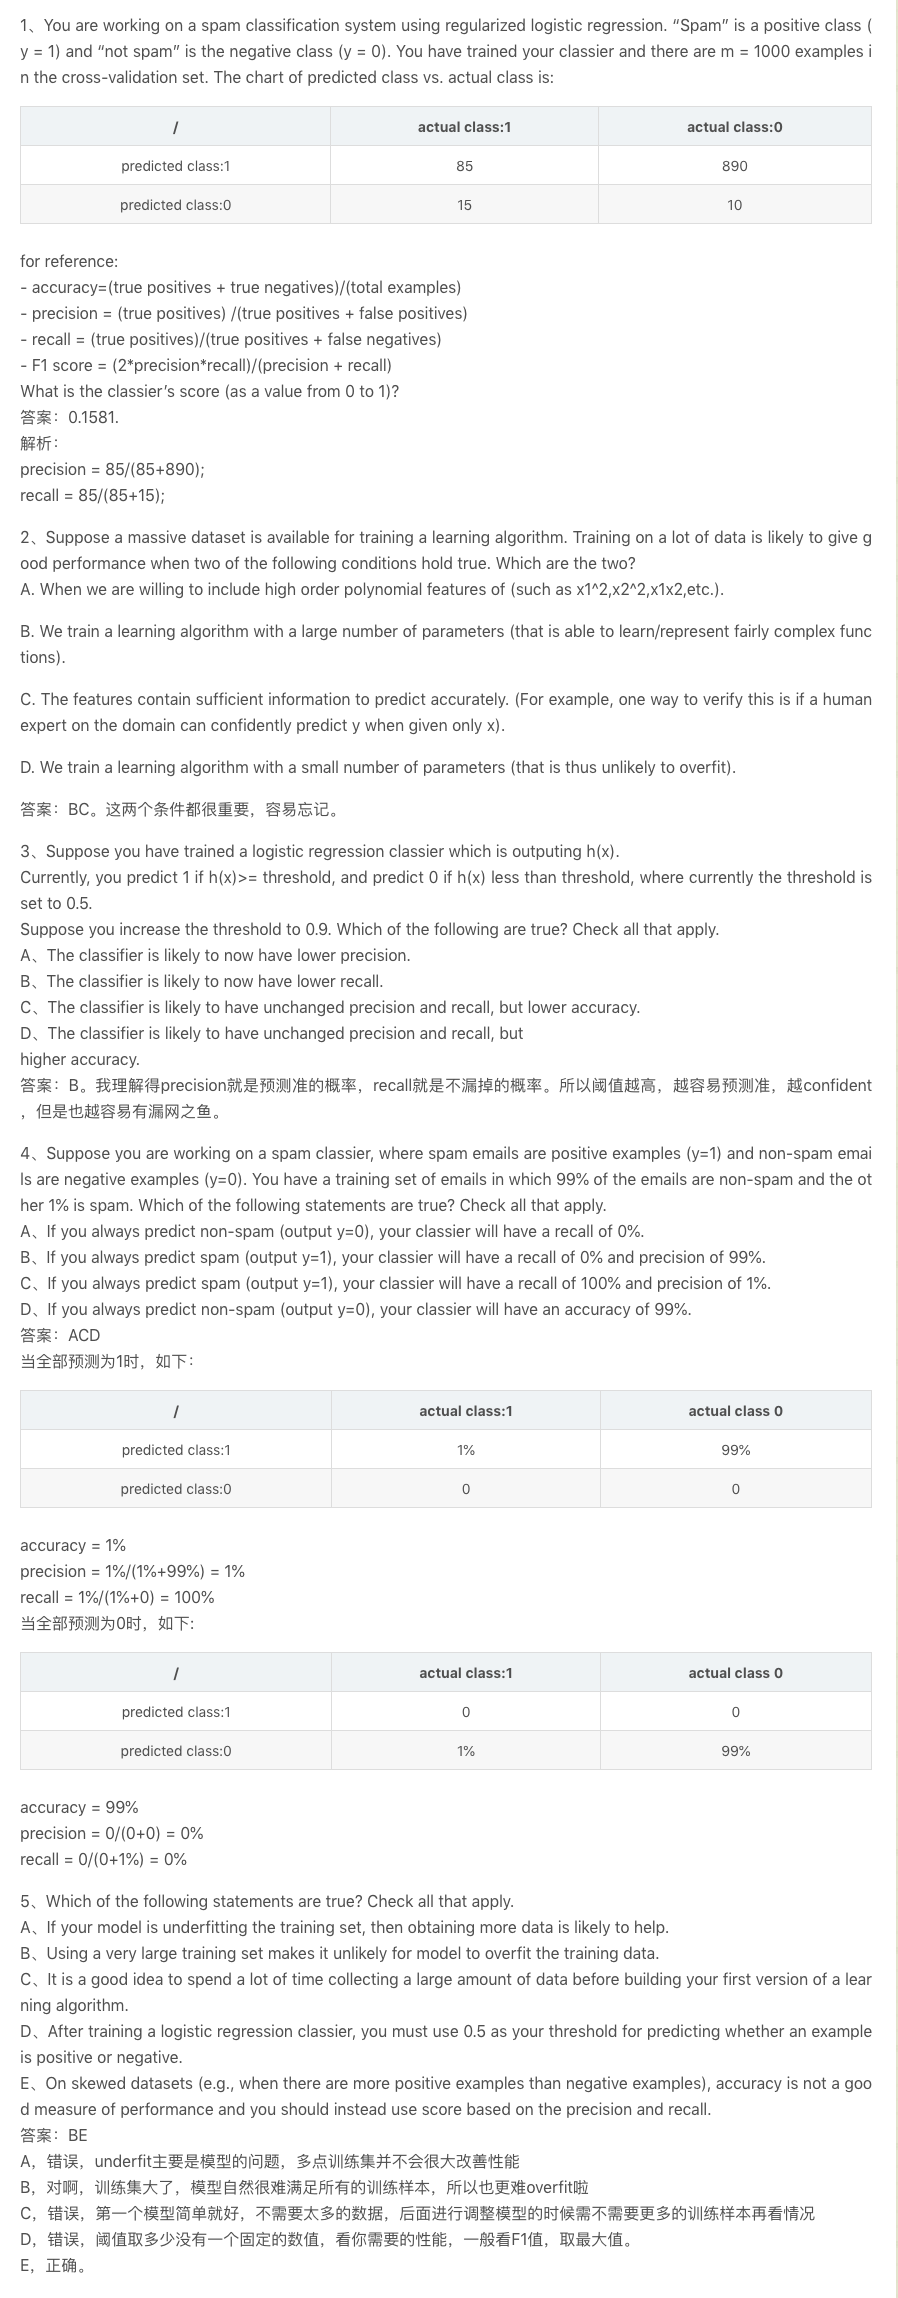 1、You are working on a spam classification system using regularized logistic regression. “Spam” is a positive class (
y = 1) and “not spam” is the negative class (y = 0). You have trained your classier and there are m = 1000 examples i
n the cross-validation set. The chart of predicted class vs. actual class is:
/ actual class:1 actual class:0
predicted class:1 85 890
predicted class:0 15 10
for reference:
- accuracy=(true positives + true negatives)/(total examples)
- precision = (true positives) /(true positives + false positives)
- recall = (true positives)/(true positives + false negatives)
- F1 score = (2*precision*recall)/(precision + recall)
What is the classier’s score (as a value from 0 to 1)?
答案：0.1581.
解析：
precision = 85/(85+890);
recall = 85/(85+15);
2、Suppose a massive dataset is available for training a learning algorithm. Training on a lot of data is likely to give g
ood performance when two of the following conditions hold true. Which are the two?
A. When we are willing to include high order polynomial features of (such as x1^2,x2^2,x1x2,etc.).
B. We train a learning algorithm with a large number of parameters (that is able to learn/represent fairly complex func
tions).
C. The features contain sufficient information to predict accurately. (For example, one way to verify this is if a human
expert on the domain can confidently predict y when given only x).
D. We train a learning algorithm with a small number of parameters (that is thus unlikely to overfit).
答案：BC。这两个条件都很重要，容易忘记。
3、Suppose you have trained a logistic regression classier which is outputing h(x).
Currently, you predict 1 if h(x)>= threshold, and predict 0 if h(x) less than threshold, where currently the threshold is
set to 0.5.
Suppose you increase the threshold to 0.9. Which of the following are true? Check all that apply.
A、The classifier is likely to now have lower precision.
B、The classifier is likely to now have lower recall.
C、The classifier is likely to have unchanged precision and recall, but lower accuracy.
D、The classifier is likely to have unchanged precision and recall, but
higher accuracy.
答案：B。我理解得precision就是预测准的概率，recall就是不漏掉的概率。所以阈值越高，越容易预测准，越confident
，但是也越容易有漏网之鱼。
4、Suppose you are working on a spam classier, where spam emails are positive examples (y=1) and non-spam emai
ls are negative examples (y=0). You have a training set of emails in which 99% of the emails are non-spam and the ot
her 1% is spam. Which of the following statements are true? Check all that apply.
A、If you always predict non-spam (output y=0), your classier will have a recall of 0%.
B、If you always predict spam (output y=1), your classier will have a recall of 0% and precision of 99%.
C、If you always predict spam (output y=1), your classier will have a recall of 100% and precision of 1%.
D、If you always predict non-spam (output y=0), your classier will have an accuracy of 99%.
答案：ACD
当全部预测为1时，如下：
/ actual class:1 actual class 0
predicted class:1 1% 99%
predicted class:0 0 0
accuracy = 1%
precision = 1%/(1%+99%) = 1%
recall = 1%/(1%+0) = 100%
当全部预测为0时，如下:
/ actual class:1 actual class 0
predicted class:1 0 0
predicted class:0 1% 99%
accuracy = 99%
precision = 0/(0+0) = 0%
recall = 0/(0+1%) = 0%
5、Which of the following statements are true? Check all that apply.
A、If your model is underfitting the training set, then obtaining more data is likely to help.
B、Using a very large training set makes it unlikely for model to overfit the training data.
C、It is a good idea to spend a lot of time collecting a large amount of data before building your first version of a lear
ning algorithm.
D、After training a logistic regression classier, you must use 0.5 as your threshold for predicting whether an example
is positive or negative.
E、On skewed datasets (e.g., when there are more positive examples than negative examples), accuracy is not a goo
d measure of performance and you should instead use score based on the precision and recall.
答案：BE
A，错误，underfit主要是模型的问题，多点训练集并不会很大改善性能
B，对啊，训练集大了，模型自然很难满足所有的训练样本，所以也更难overfit啦
C，错误，第一个模型简单就好，不需要太多的数据，后面进行调整模型的时候需不需要更多的训练样本再看情况
D，错误，阈值取多少没有一个固定的数值，看你需要的性能，一般看F1值，取最大值。
E，正确。